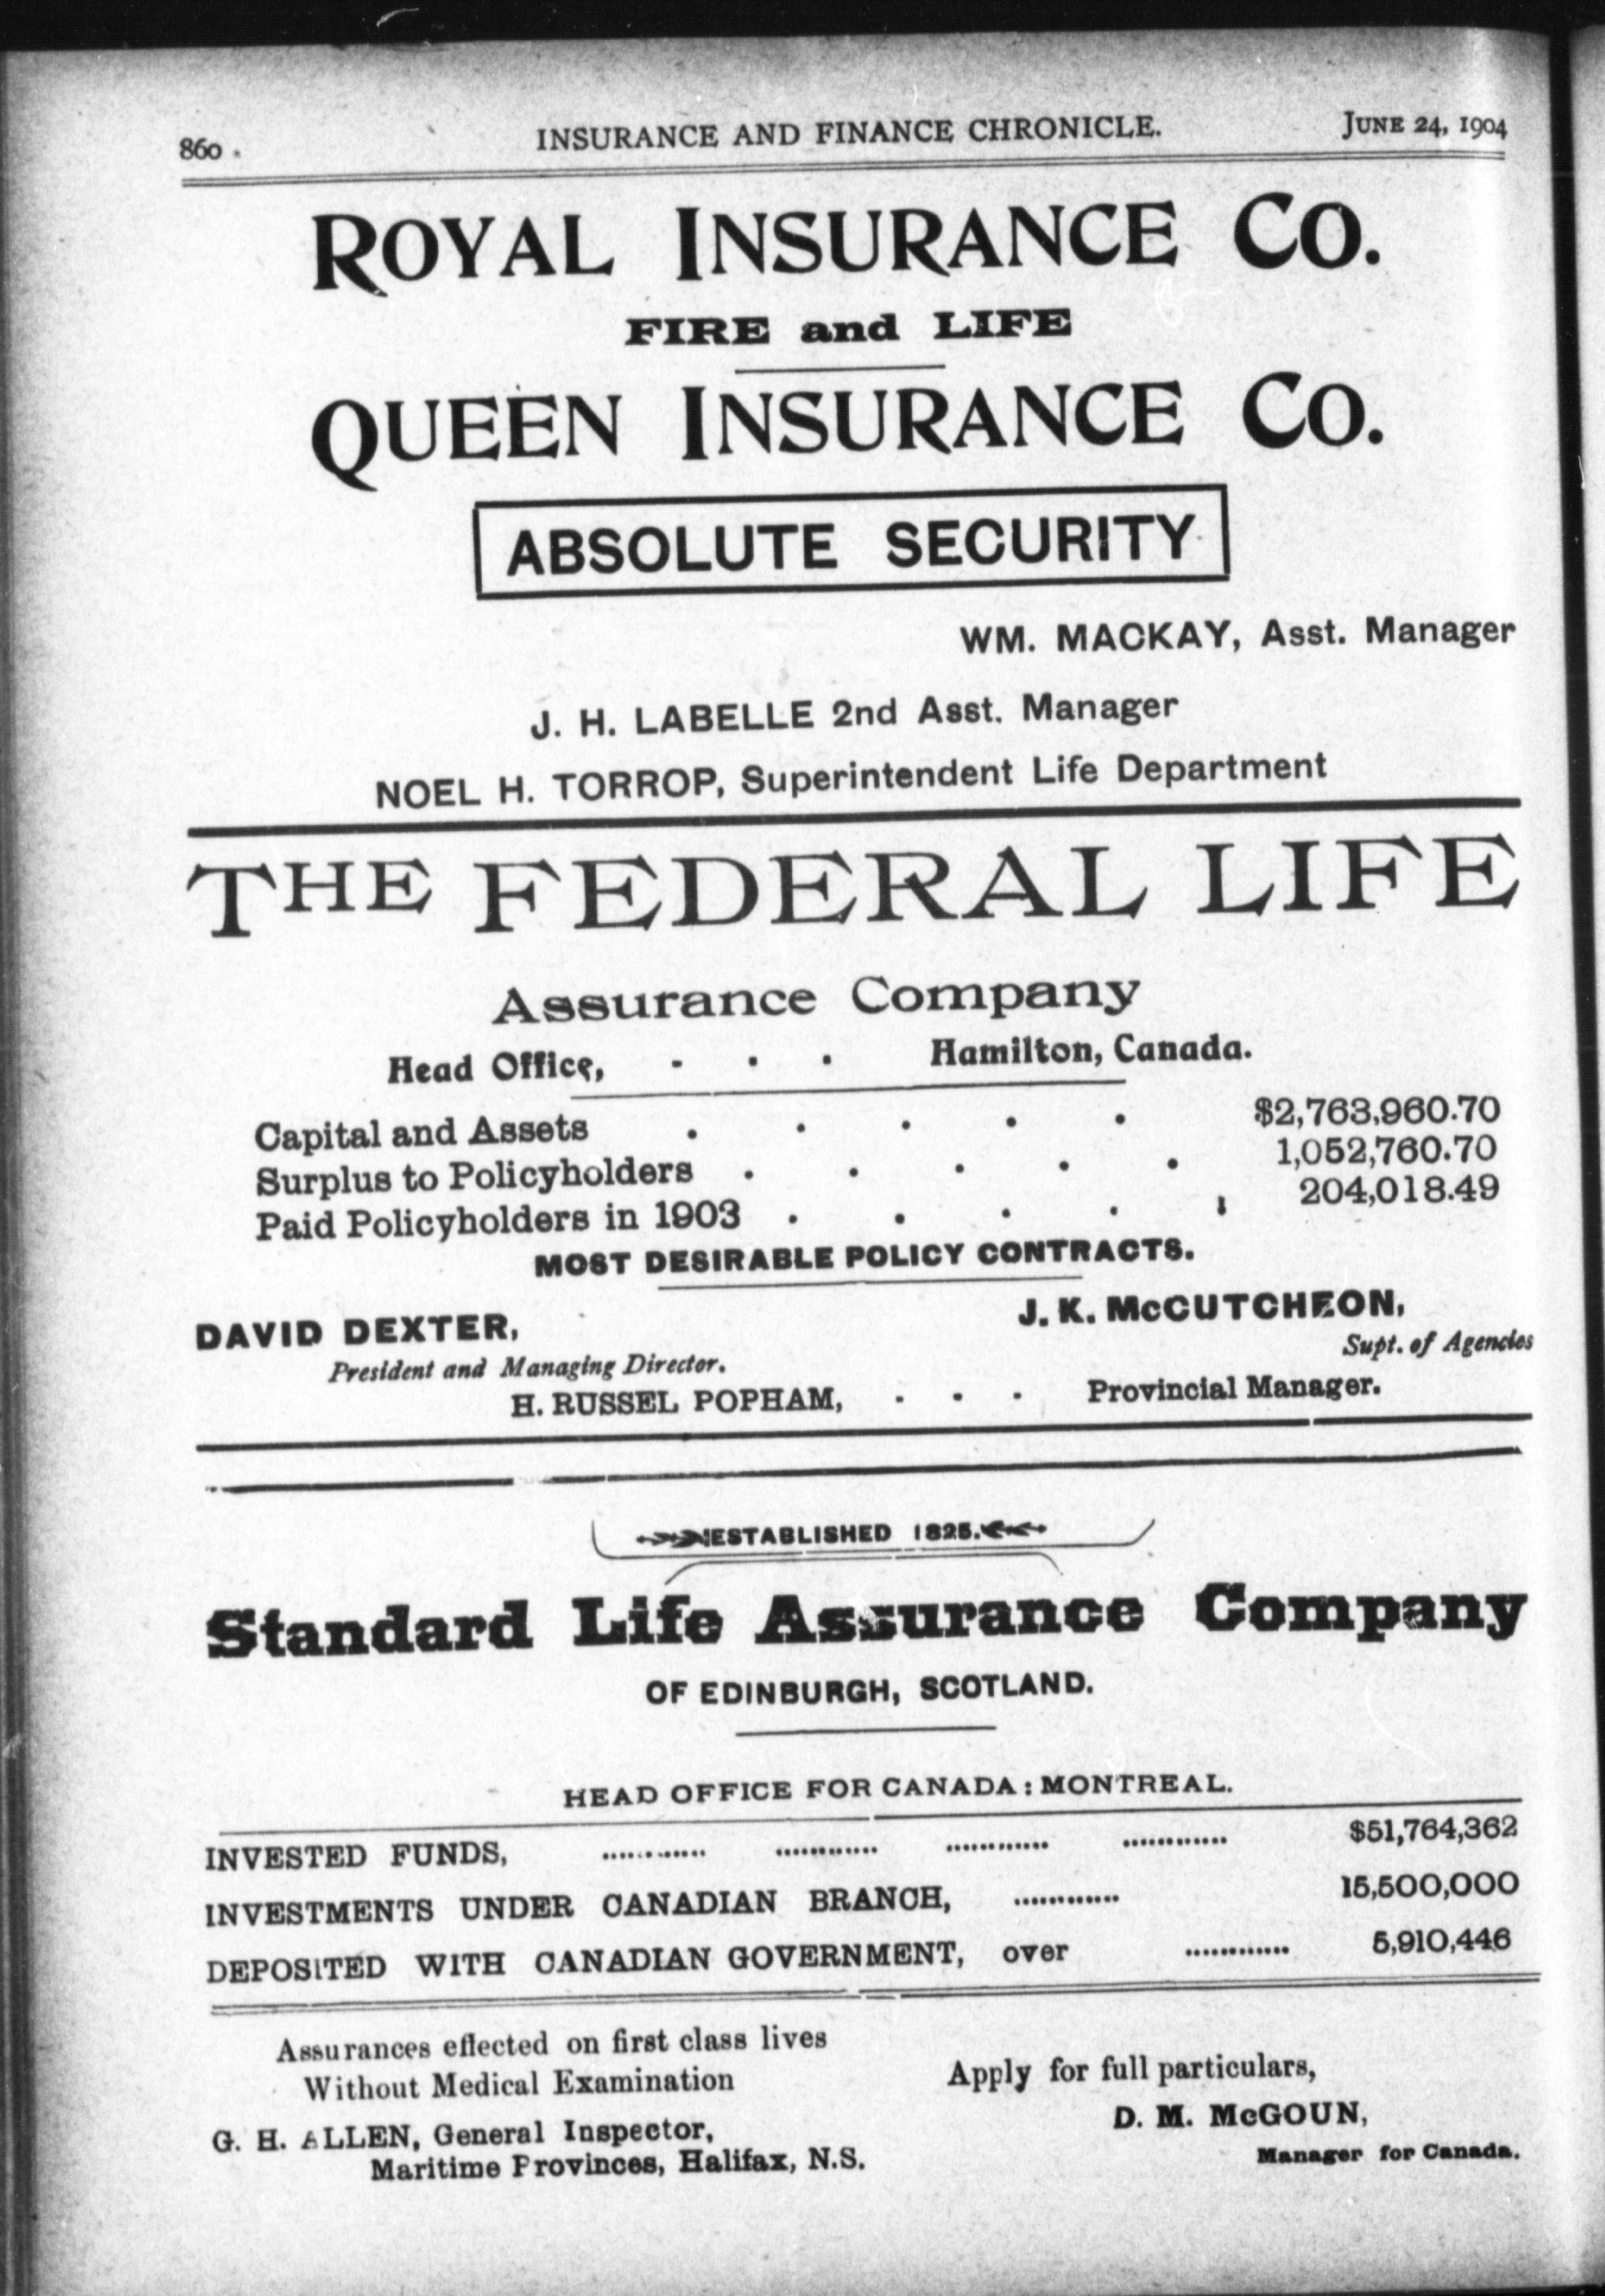 860 INSURANCE AND FINANCE CHRONICLE. JUNE 24, 1904
ROYAL INSURANCE CO.
FIRE and LIFE
QUEEN INSURANCE CO.
ABSOLUTE SECURITY
WM. MACKAY, Asst. Manager
J. H. LABELLE 2nd Asst. Manager
NOEL H. TORROP, Superintendent Life Department
THE FEDERAL LIFE
Assurance Company
Head Office, - . . Hamilton, Canada.
Capital and Assets . . . . . $2,763,960.70
Surplus to Policyholders . . . . . 1,052,760.70
Paid Policyholders in 1903 . . . . . 204,018.49
MOST DESIRABLE POLICY CONTRACTS.
DAVID DEXTER, J. K. McCUTCHEON,
President and Managing Director. Supt. of Agencies
H. RUSSEL POPHAM, - - - Provincial Manager.
ESTABLISHED 1825.
Standard Life Assurance Company
OF EDINBURGH, SCOTLAND.
HEAD OFFICE FOR CANADA: MONTREAL.
INVESTED FUNDS, ............ ............ ............ ............ $51,764,362
INVESTMENTS UNDER CANADIAN BRANCH, ............ 15,500,000
DEPOSITED WITH CANADIAN GOVERNMENT, over ............ 5,910,446
Assurances effected on first class lives
Without Medical Examination
G. H. ALLEN, General Inspector,
Maritime Provinces, Halifax, N.S.
Apply for full particulars,
D. M. McGOUN,
Manager for Canada.